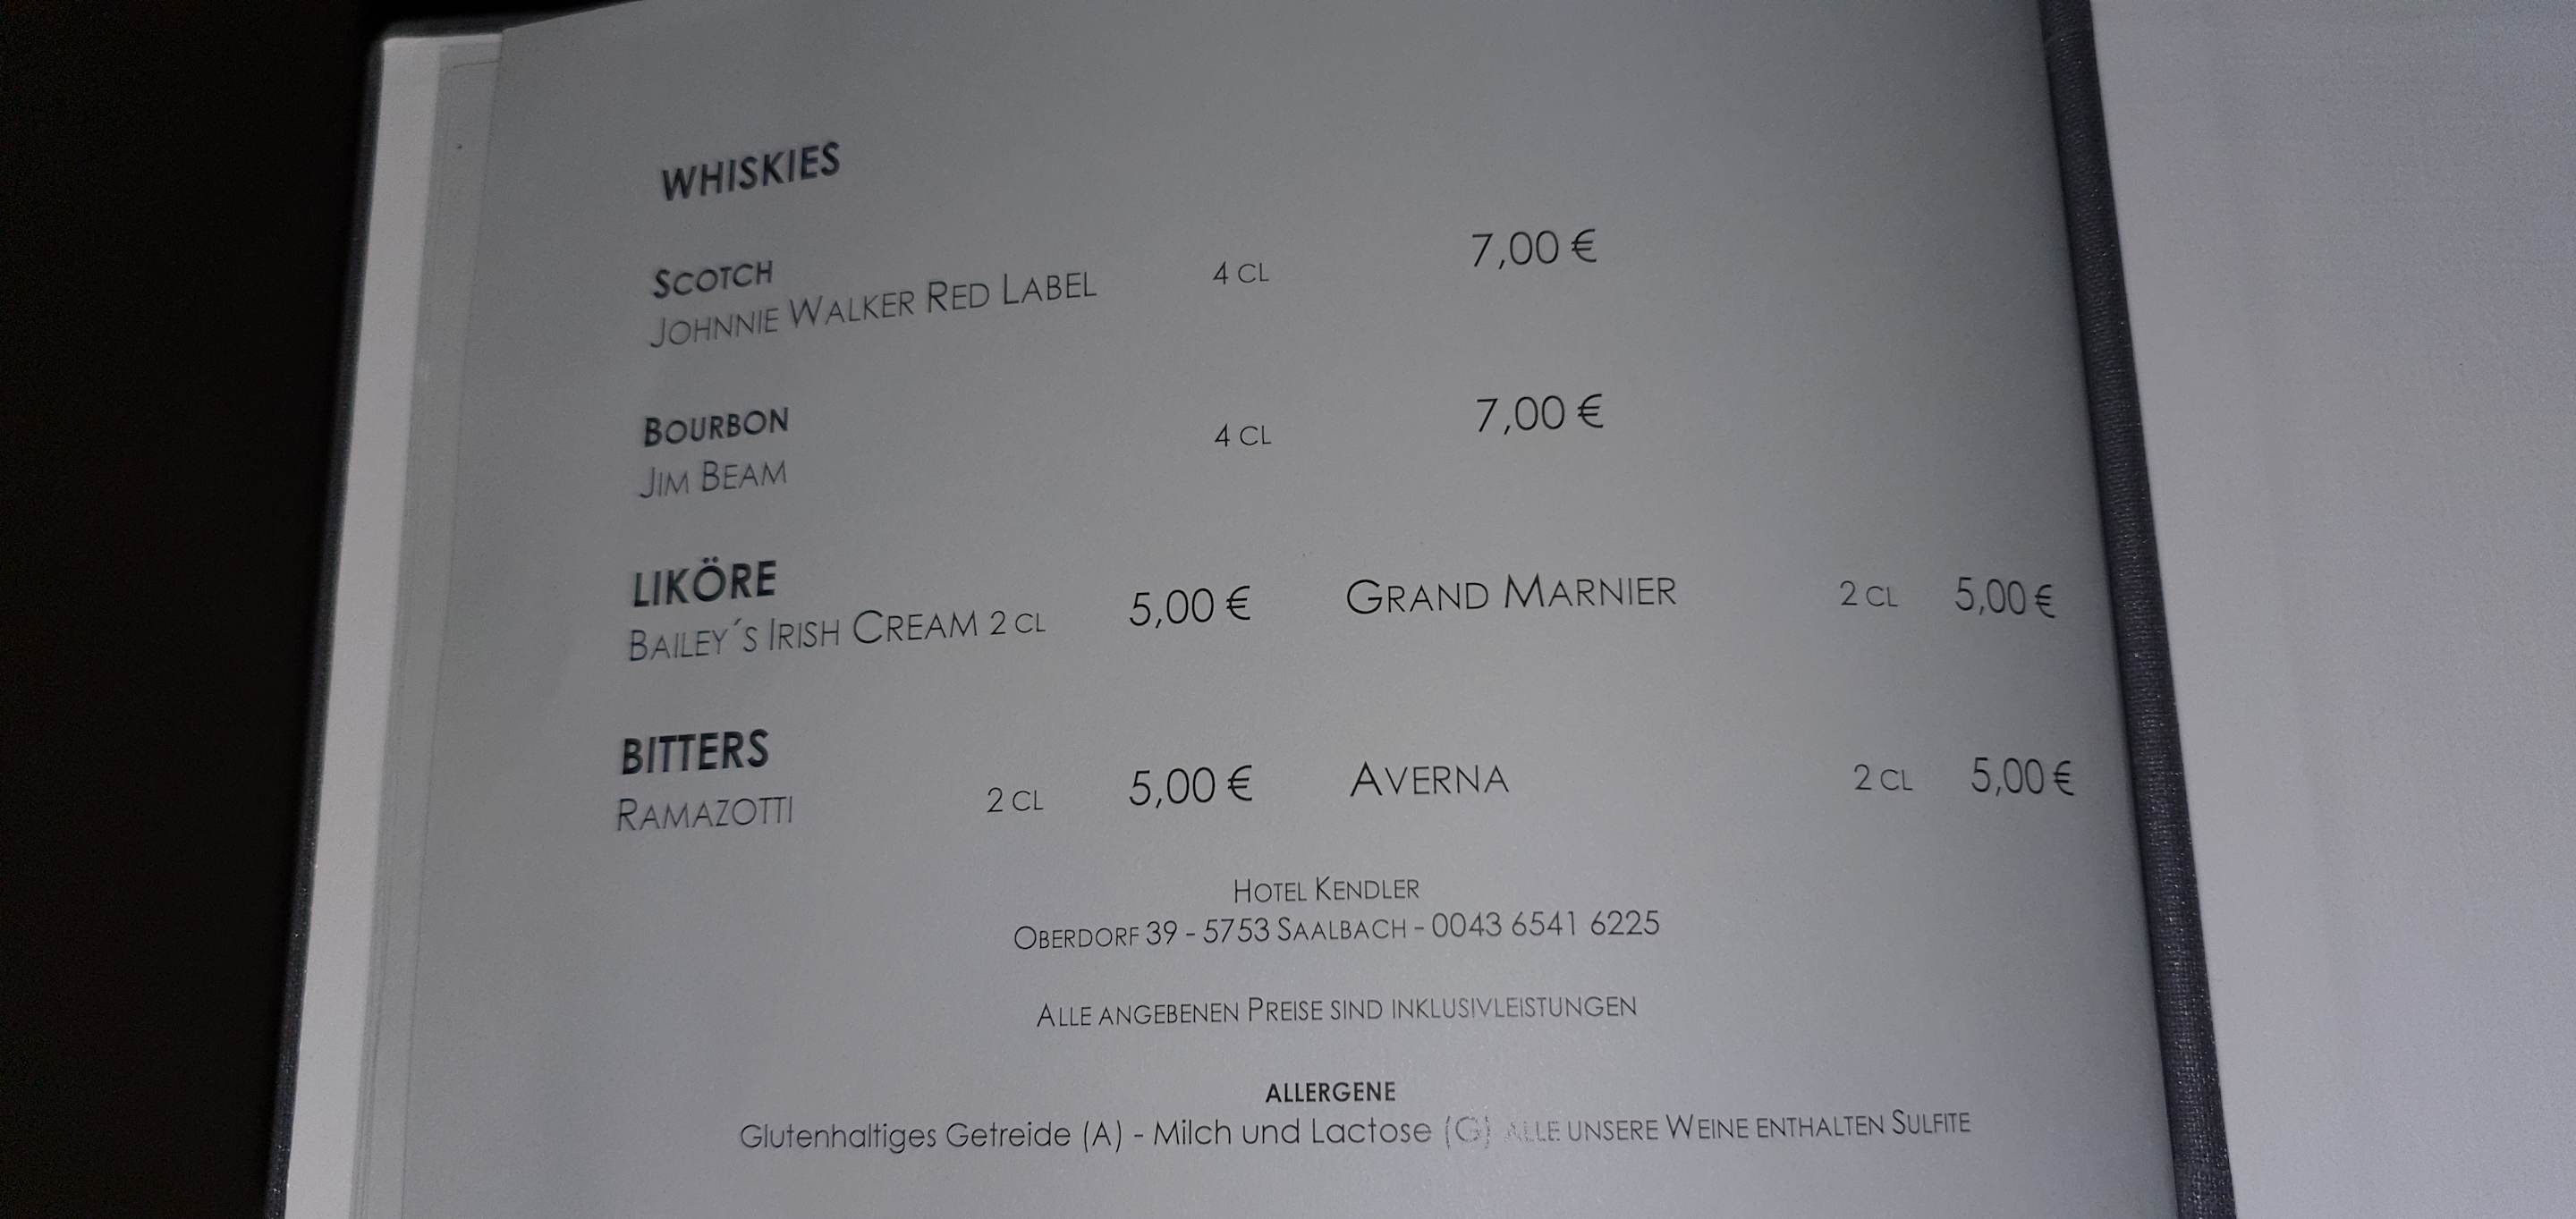 WHISKIES
SCOTCH 4 CL 7,00 €
JOHNNIE WALKER RED LABEL
BOURBON 4 CL 7,00 €
JIM BEAM
LIKÖRE
BAILEY´S IRISH CREAM 2 CL 5,00 € GRAND MARNIER 2 CL 5,00 €
BITTERS
RAMAZOTTI 2 CL 5,00 € AVERNA 2 CL 5,00 €
HOTEL KENDLER
OBERDORF 39 - 5753 SAALBACH - 0043 6541 6225
ALLE ANGEBENEN PREISE SIND INKLUSIVLEISTUNGEN
ALLERGENE
Glutenhaltiges Getreide (A) - Milch und Lactose (G) ALLE UNSERE WEINE ENTHALTEN SULFITE